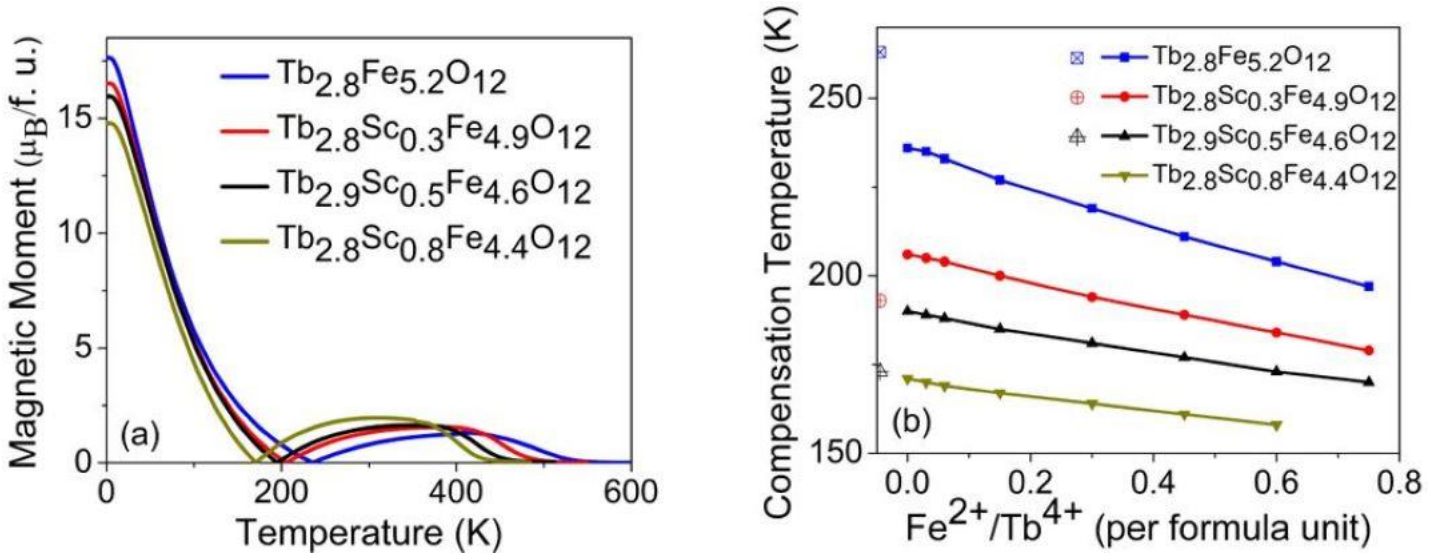 Magnetic Moment (μB/f. u.)
15
10
5
0
Tb2.8Fe5.2O12
Tb2.8Sc0.3Fe4.9O12
Tb2.9Sc0.5Fe4.6O12
Tb2.8Sc0.8Fe4.4O12
(a)
0 200 400 600
Temperature (K)
Compensation Temperature (K)
250
200
150
Tb2.8Fe5.2O12
Tb2.8Sc0.3Fe4.9O12
Tb2.9Sc0.5Fe4.6O12
Tb2.8Sc0.8Fe4.4O12
(b)
0.0 0.2 0.4 0.6 0.8
Fe2+/Tb4+ (per formula unit)